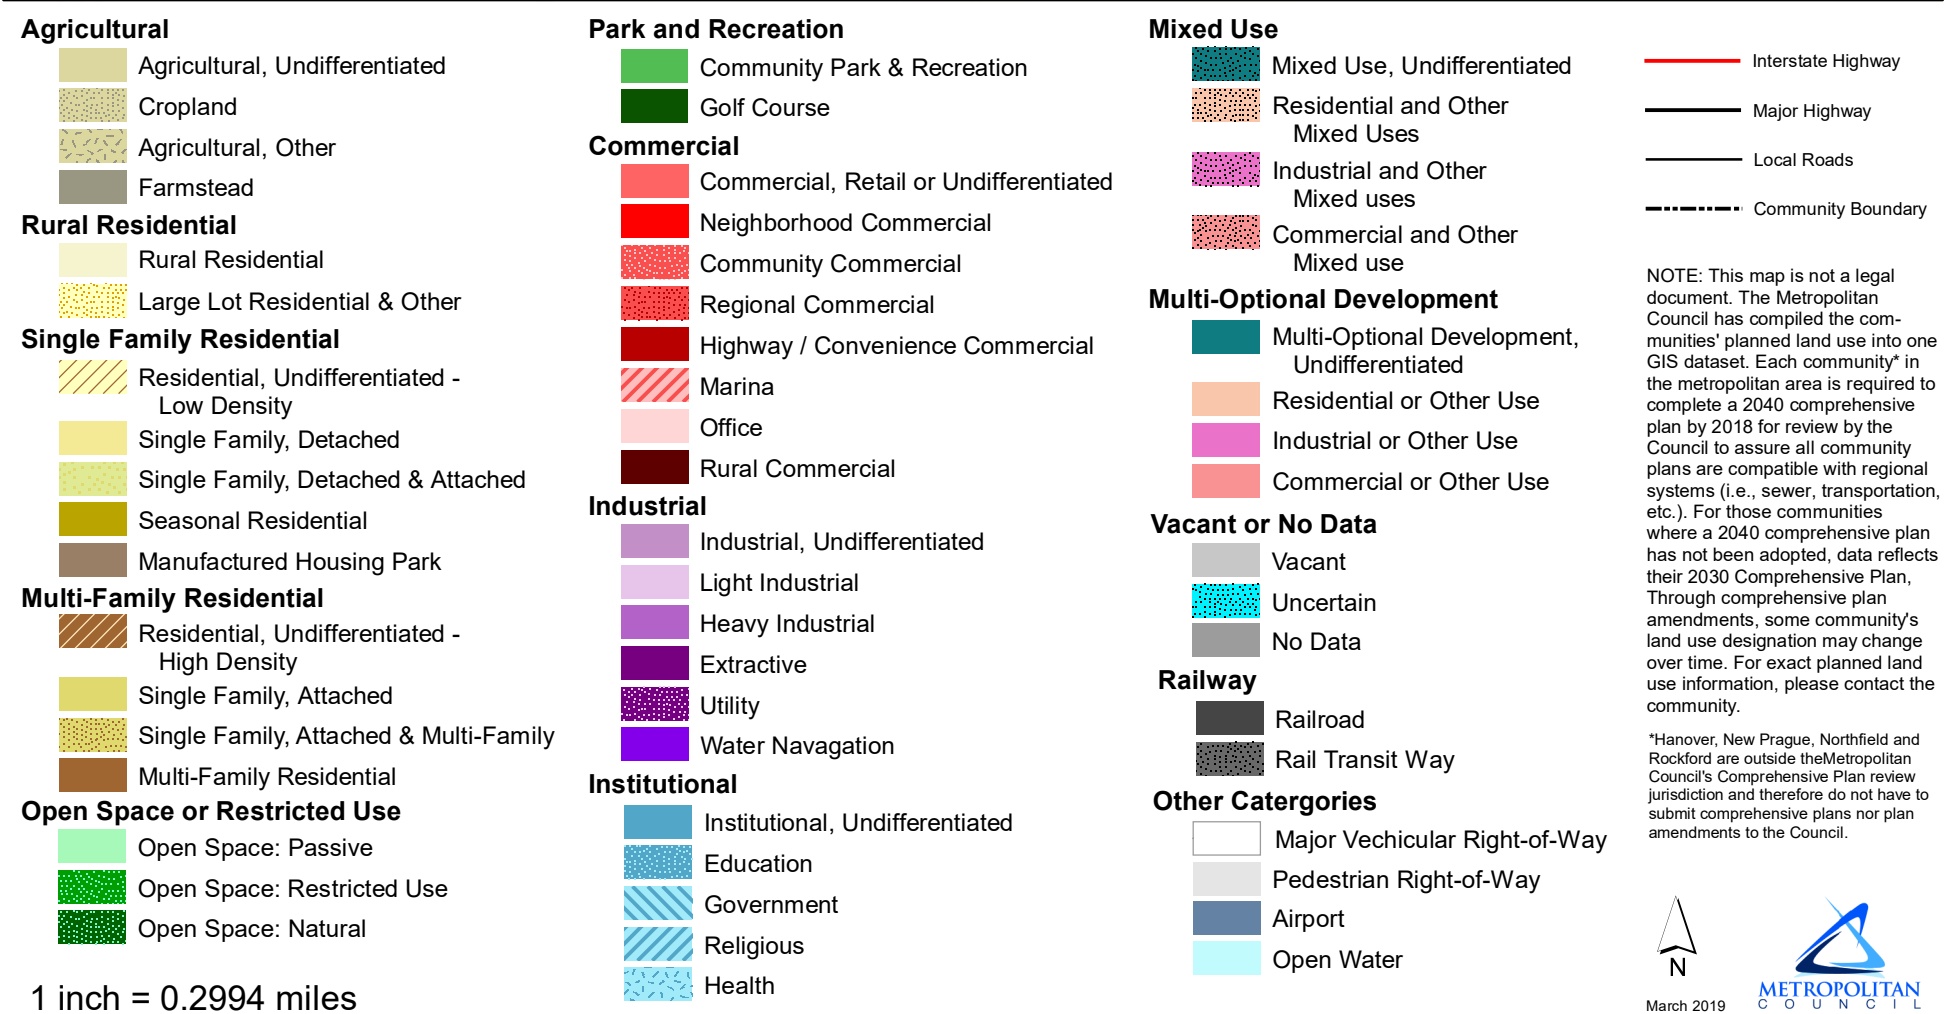 Agricultural
Agricultural, Undifferentiated
Cropland
Agricultural, Other
Farmstead
Rural Residential
Rural Residential
Large Lot Residential & Other
Single Family Residential
Residential, Undifferentiated -
Low Density
Single Family, Detached
Single Family, Detached & Attached
Seasonal Residential
Manufactured Housing Park
Multi-Family Residential
Residential, Undifferentiated -
High Density
Single Family, Attached
Single Family, Attached & Multi-Family
Multi-Family Residential
Open Space or Restricted Use
Open Space: Passive
Open Space: Restricted Use
Open Space: Natural
1 inch = 0.2994 miles
Park and Recreation
Community Park & Recreation
Golf Course
Commercial
Commercial, Retail or Undifferentiated
Neighborhood Commercial
Community Commercial
Regional Commercial
Highway / Convenience Commercial
Marina
Office
Rural Commercial
Industrial
Industrial, Undifferentiated
Light Industrial
Heavy Industrial
Extractive
Utility
Water Navagation
Institutional
Institutional, Undifferentiated
Education
Government
Religious
Health
Mixed Use
Mixed Use, Undifferentiated
Residential and Other
Mixed Uses
Industrial and Other
Mixed uses
Commercial and Other
Mixed use
Multi-Optional Development
Multi-Optional Development,
Undifferentiated
Residential or Other Use
Industrial or Other Use
Commercial or Other Use
Vacant or No Data
Vacant
Uncertain
No Data
Railway
Railroad
Rail Transit Way
Other Catergories
Major Vechicular Right-of-Way
Pedestrian Right-of-Way
Airport
Open Water
Interstate Highway
Major Highway
Local Roads
Community Boundary
NOTE: This map is not a legal
document. The Metropolitan
Council has compiled the com-
munities' planned land use into one
GIS dataset. Each community* in
the metropolitan area is required to
complete a 2040 comprehensive
plan by 2018 for review by the
Council to assure all community
plans are compatible with regional
systems (i.e., sewer, transportation,
etc.). For those communities
where a 2040 comprehensive plan
has not been adopted, data reflects
their 2030 Comprehensive Plan,
Through comprehensive plan
amendments, some community's
land use designation may change
over time. For exact planned land
use information, please contact the
community.
*Hanover, New Prague, Northfield and
Rockford are outside theMetropolitan
Council's Comprehensive Plan review
jurisdiction and therefore do not have to
submit comprehensive plans nor plan
amendments to the Council.
N
March 2019
METROPOLITAN
COUNCIL